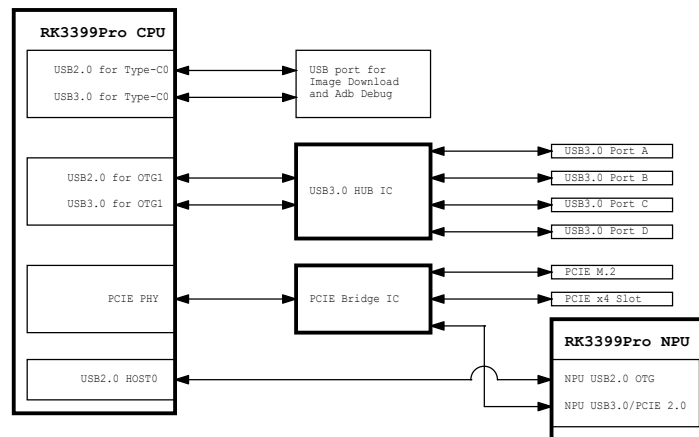 RK3399Pro CPU
USB2.0 for Type-C0
USB3.0 for Type-C0
USB port for
Image Download
and Adb Debug
USB2.0 for OTG1
USB3.0 for OTG1
USB3.0 HUB IC
USB3.0 Port A
USB3.0 Port B
USB3.0 Port C
USB3.0 Port D
PCIE PHY
PCIE Bridge IC
PCIE M.2
PCIE x4 Slot
USB2.0 HOST0
RK3399Pro NPU
NPU USB2.0 OTG
NPU USB3.0/PCIE 2.0